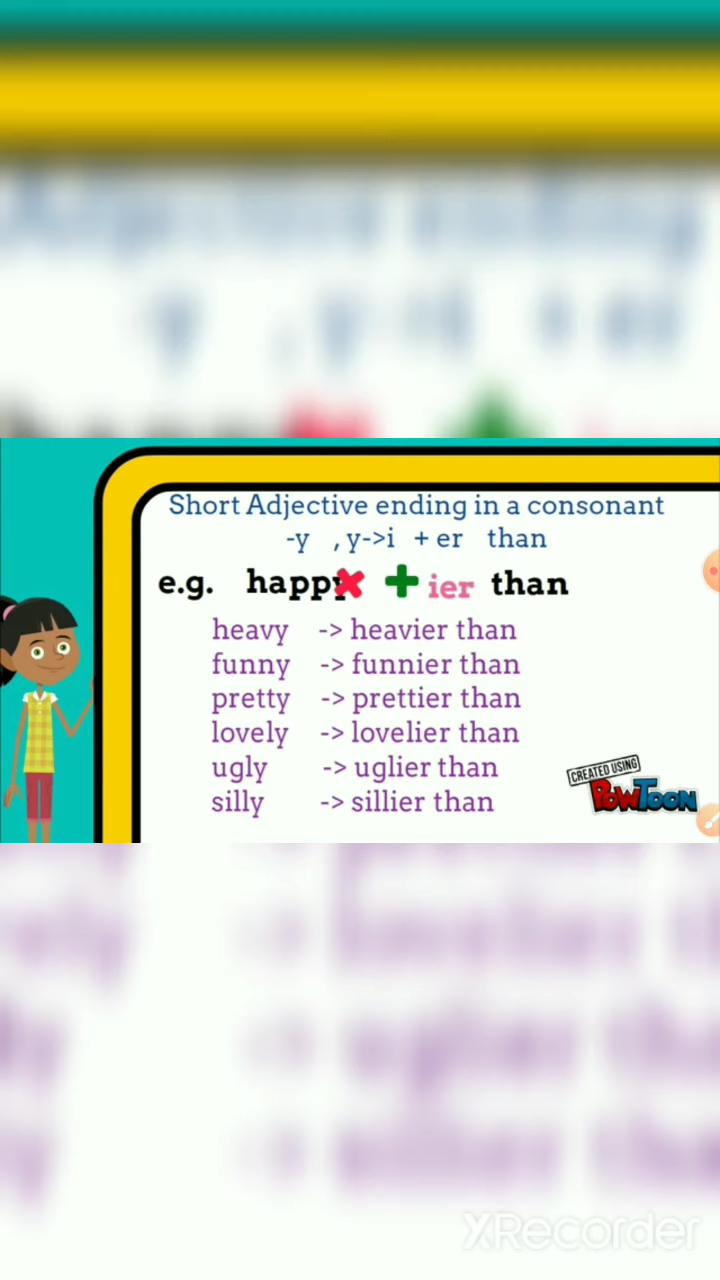 Short Adjective ending in a consonant
-y , y->i + er than
e.g. happy + ier than
heavy -> heavier than
funny -> funnier than
pretty -> prettier than
lovely -> lovelier than
ugly -> uglier than
silly -> sillier than
CREATED USING
POWTOON
XRecorder